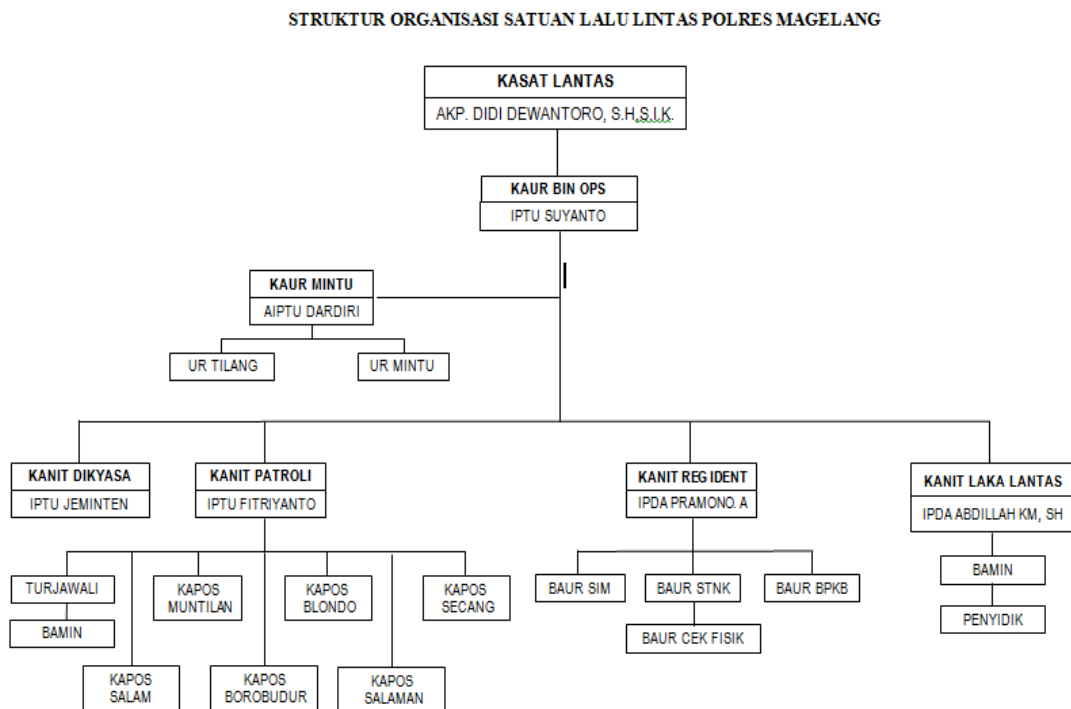 STRUKTUR ORGANISASI SATUAN LALU LINTAS POLRES MAGELANG
KASAT LANTAS
AKP. DIDI DEWANTORO, S.H,S.I.K.
KAUR BIN OPS
IPTU SUYANTO
KAUR MINTU
AIPTU DARDIRI
UR TILANG
UR MINTU
KANIT DIKYASA
IPTU JEMINTEN
KANIT PATROLI
IPTU FITRIYANTO
KANIT REG IDENT
IPDA PRAMONO. A
KANIT LAKA LANTAS
IPDA ABDILLAH KM, SH
TURJAWALI
BAMIN
KAPOS
MUNTILAN
KAPOS
BLONDO
KAPOS
SECANG
KAPOS
SALAM
KAPOS
BOROBUDUR
KAPOS
SALAMAN
BAUR SIM
BAUR STNK
BAUR BPKB
BAUR CEK FISIK
BAMIN
PENYIDIK